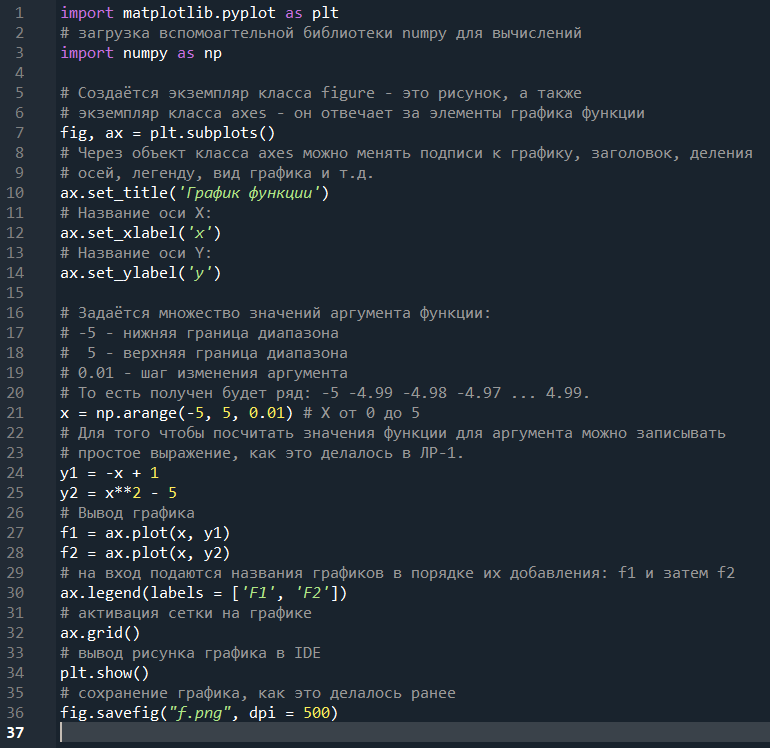 1 import matplotlib.pyplot as plt
2 # загрузка вспомоагтельной библиотеки numpy для вычислений
3 import numpy as np
4
5 # Создаётся экземпляр класса figure - это рисунок, а также
6 # экземпляр класса axes - он отвечает за элементы графика функции
7 fig, ax = plt.subplots()
8 # Через объект класса axes можно менять подписи к графику, заголовок, деления
9 # осей, легенду, вид графика и т.д.
10 ax.set_title('График функции')
11 # Название оси X:
12 ax.set_xlabel('x')
13 # Название оси Y:
14 ax.set_ylabel('y')
15
16 # Задаётся множество значений аргумента функции:
17 # -5 - нижняя граница диапазона
18 #  5 - верхняя граница диапазона
19 # 0.01 - шаг изменения аргумента
20 # То есть получен будет ряд: -5 -4.99 -4.98 -4.97 ... 4.99.
21 x = np.arange(-5, 5, 0.01) # X от 0 до 5
22 # Для того чтобы посчитать значения функции для аргумента можно записывать
23 # простое выражение, как это делалось в ЛР-1.
24 y1 = -x + 1
25 y2 = x**2 - 5
26 # Вывод графика
27 f1 = ax.plot(x, y1)
28 f2 = ax.plot(x, y2)
29 # на вход подаются названия графиков в порядке их добавления: f1 и затем f2
30 ax.legend(labels = ['F1', 'F2'])
31 # активация сетки на графике
32 ax.grid()
33 # вывод рисунка графика в IDE
34 plt.show()
35 # сохранение графика, как это делалось ранее
36 fig.savefig("f.png", dpi = 500)
37